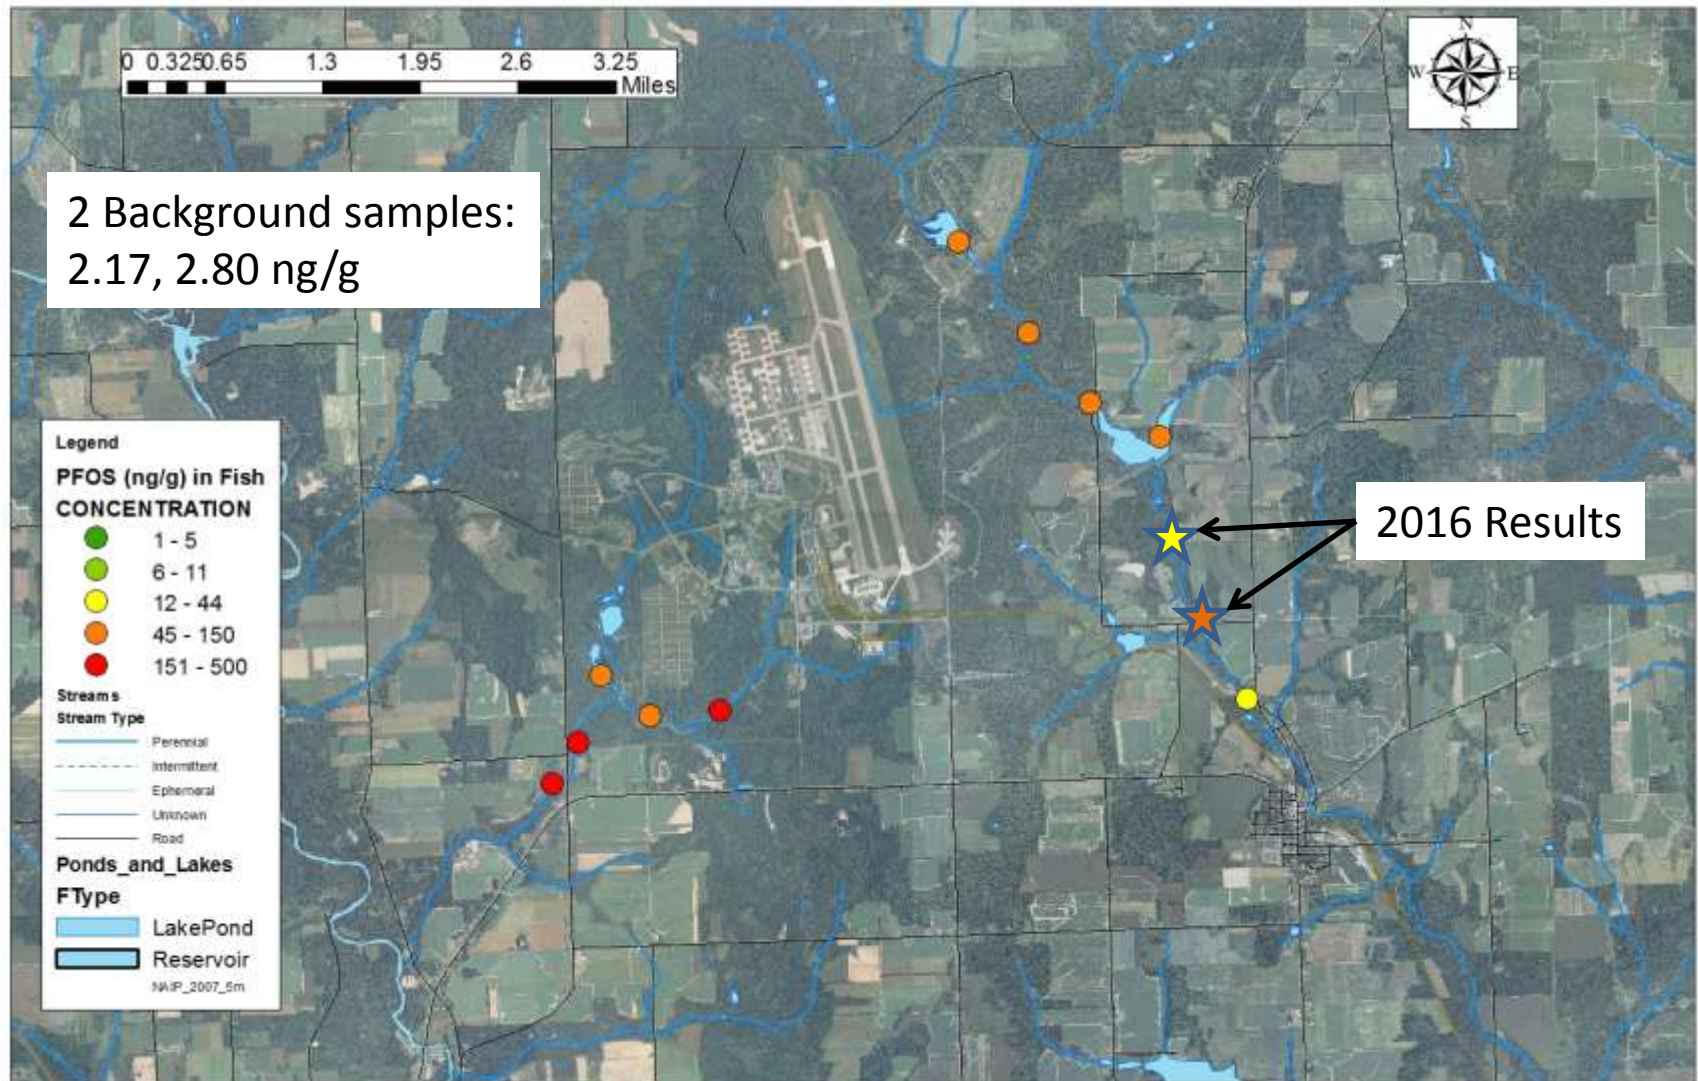 0 0.3250.65 1.3 1.95 2.6 3.25
Miles
N
W E
S
2 Background samples:
2.17, 2.80 ng/g
2016 Results
Legend
PFOS (ng/g) in Fish
CONCENTRATION
1 - 5
6 - 11
12 - 44
45 - 150
151 - 500
Streams
Stream Type
Perennial
Intermittent
Ephemeral
Unknown
Road
Ponds_and_Lakes
FType
LakePond
Reservoir
NAIP_2007_5m